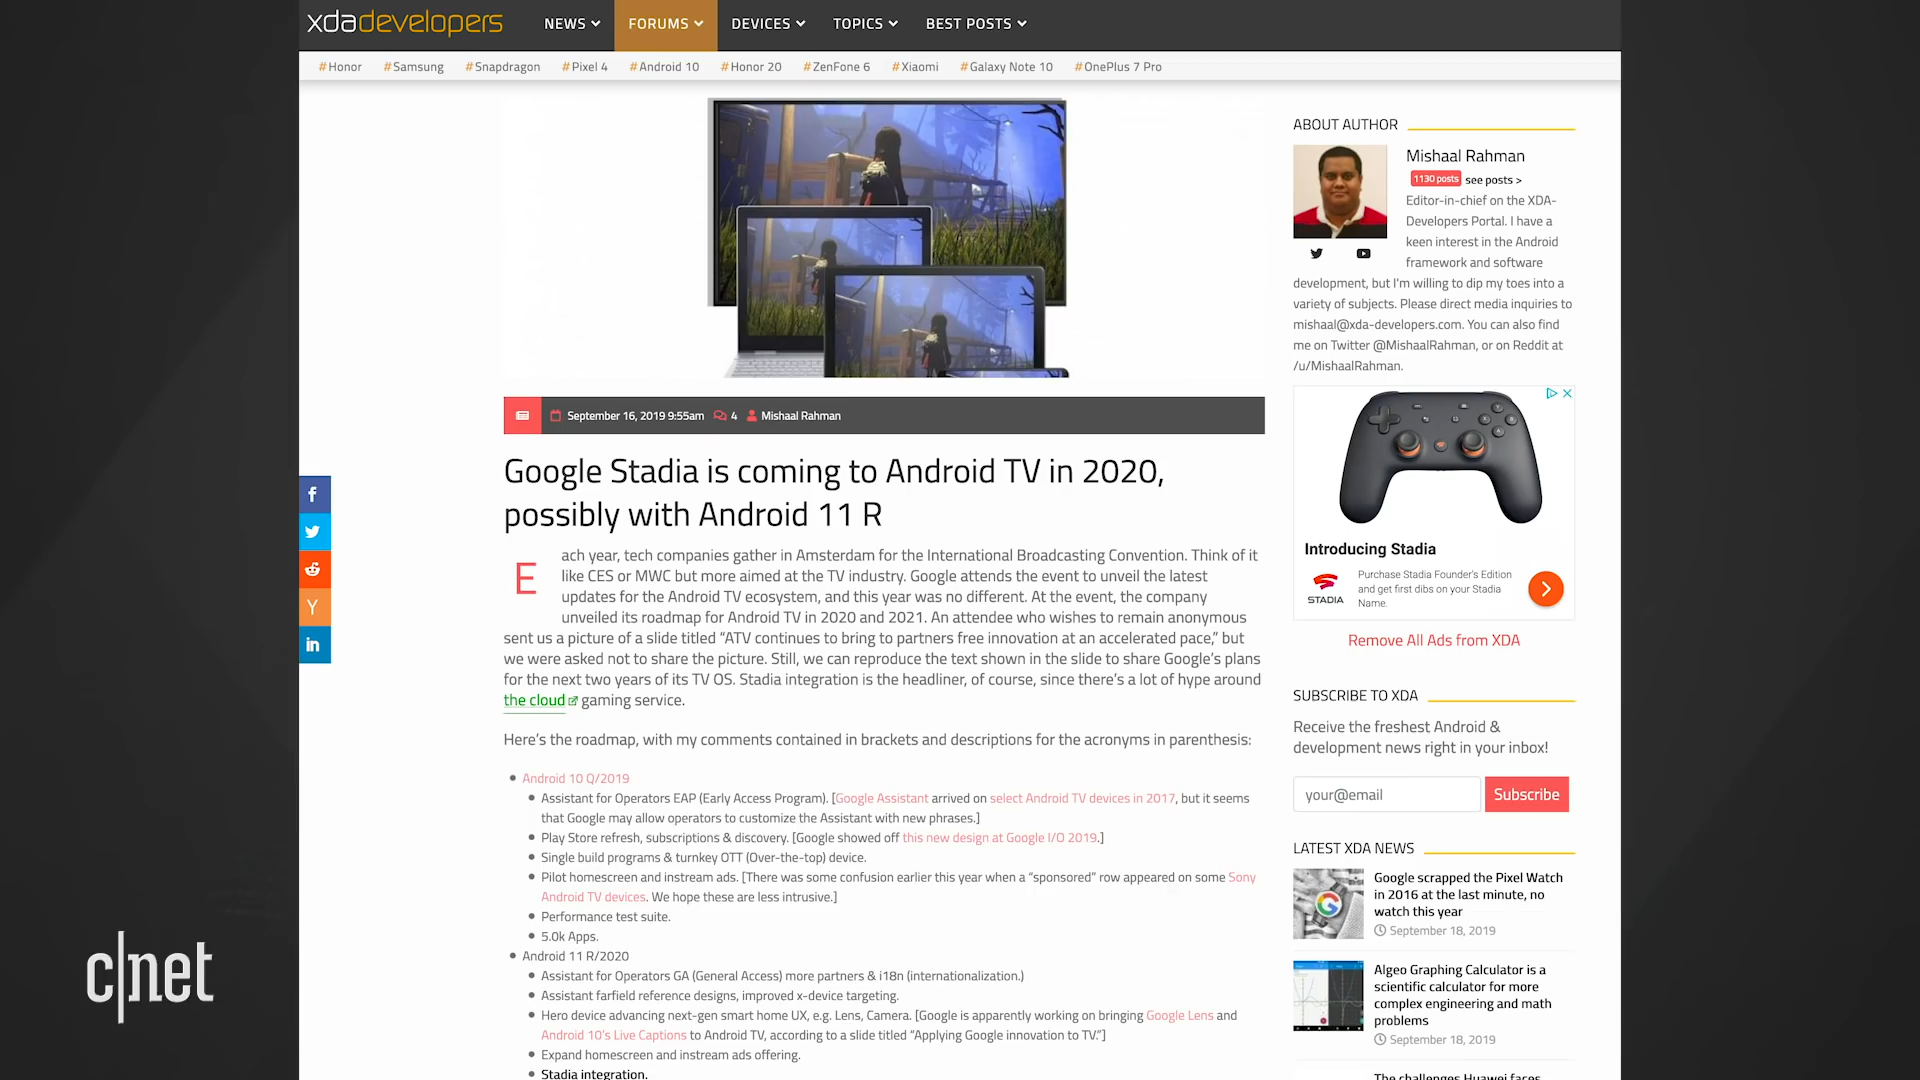 xdadevelopers
NEWS
FORUMS
DEVICES
TOPICS
BEST POSTS
#Honor
#Samsung
#Snapdragon
#Pixel 4
#Android 10
#Honor 20
#ZenFone 6
#Xiaomi
#Galaxy Note 10
#OnePlus 7 Pro
September 16, 2019 9:55am
4
Mishaal Rahman
Google Stadia is coming to Android TV in 2020,
possibly with Android 11 R
Each year, tech companies gather in Amsterdam for the International Broadcasting Convention. Think of it
like CES or MWC but more aimed at the TV industry. Google attends the event to unveil the latest
updates for the Android TV ecosystem, and this year was no different. At the event, the company
unveiled its roadmap for Android TV in 2020 and 2021. An attendee who wishes to remain anonymous
sent us a picture of a slide titled “ATV continues to bring to partners free innovation at an accelerated pace,” but
we were asked not to share the picture. Still, we can reproduce the text shown in the slide to share Google’s plans
for the next two years of its TV OS. Stadia integration is the headliner, of course, since there’s a lot of hype around
the cloud gaming service.
Here’s the roadmap, with my comments contained in brackets and descriptions for the acronyms in parenthesis:
Android 10 Q/2019
Assistant for Operators EAP (Early Access Program). [Google Assistant arrived on select Android TV devices in 2017, but it seems
that Google may allow operators to customize the Assistant with new phrases.]
Play Store refresh, subscriptions & discovery. [Google showed off this new design at Google I/O 2019.]
Single build programs & turnkey OTT (Over-the-top) device.
Pilot homescreen and instream ads. [There was some confusion earlier this year when a “sponsored” row appeared on some Sony
Android TV devices. We hope these are less intrusive.]
Performance test suite.
5.0k Apps.
Android 11 R/2020
Assistant for Operators GA (General Access) more partners & i18n (internationalization.)
Assistant farfield reference designs, improved x-device targeting.
Hero device advancing next-gen smart home UX, e.g. Lens, Camera. [Google is apparently working on bringing Google Lens and
Android 10’s Live Captions to Android TV, according to a slide titled “Applying Google innovation to TV.”]
Expand homescreen and instream ads offering.
Stadia integration.
ABOUT AUTHOR
Mishaal Rahman
1130 posts see posts >
Editor-in-chief on the XDA-
Developers Portal. I have a
keen interest in the Android
framework and software
development, but I'm willing to dip my toes into a
variety of subjects. Please direct media inquiries to
mishaal@xda-developers.com. You can also find
me on Twitter @MishaalRahman, or on Reddit at
/u/MishaalRahman.
Introducing Stadia
STADIA
Purchase Stadia Founder's Edition
and get first dibs on your Stadia
Name.
Remove All Ads from XDA
SUBSCRIBE TO XDA
Receive the freshest Android &
development news right in your inbox!
your@email
Subscribe
LATEST XDA NEWS
Google scrapped the Pixel Watch
in 2016 at the last minute, no
watch this year
September 18, 2019
Algeo Graphing Calculator is a
scientific calculator for more
complex engineering and math
problems
September 18, 2019
The challenges Huawei faces
f
Y
in
c|net